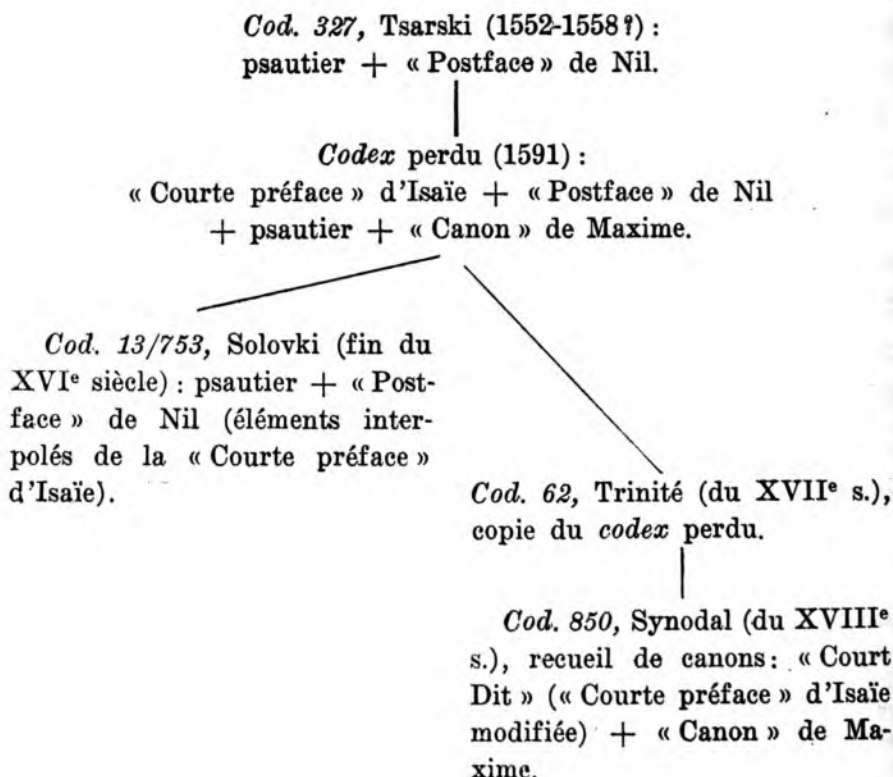 Cod. 327, Tsarski (1552-1558?) :
psautier + « Postface » de Nil.
Codex perdu (1591) :
« Courte préface » d'Isaïe + « Postface » de Nil
+ psautier + « Canon » de Maxime.
Cod. 13/753, Solovki (fin du
XVIe siècle) : psautier + « Post-
face » de Nil (éléments inter-
polés de la « Courte préface »
d'Isaïe).
Cod. 62, Trinité (du XVIIe s.),
copie du codex perdu.
Cod. 850, Synodal (du XVIIIe
s.), recueil de canons : « Court
Dit » (« Courte préface » d'Isaïe
modifiée) + « Canon » de Ma-
xime.